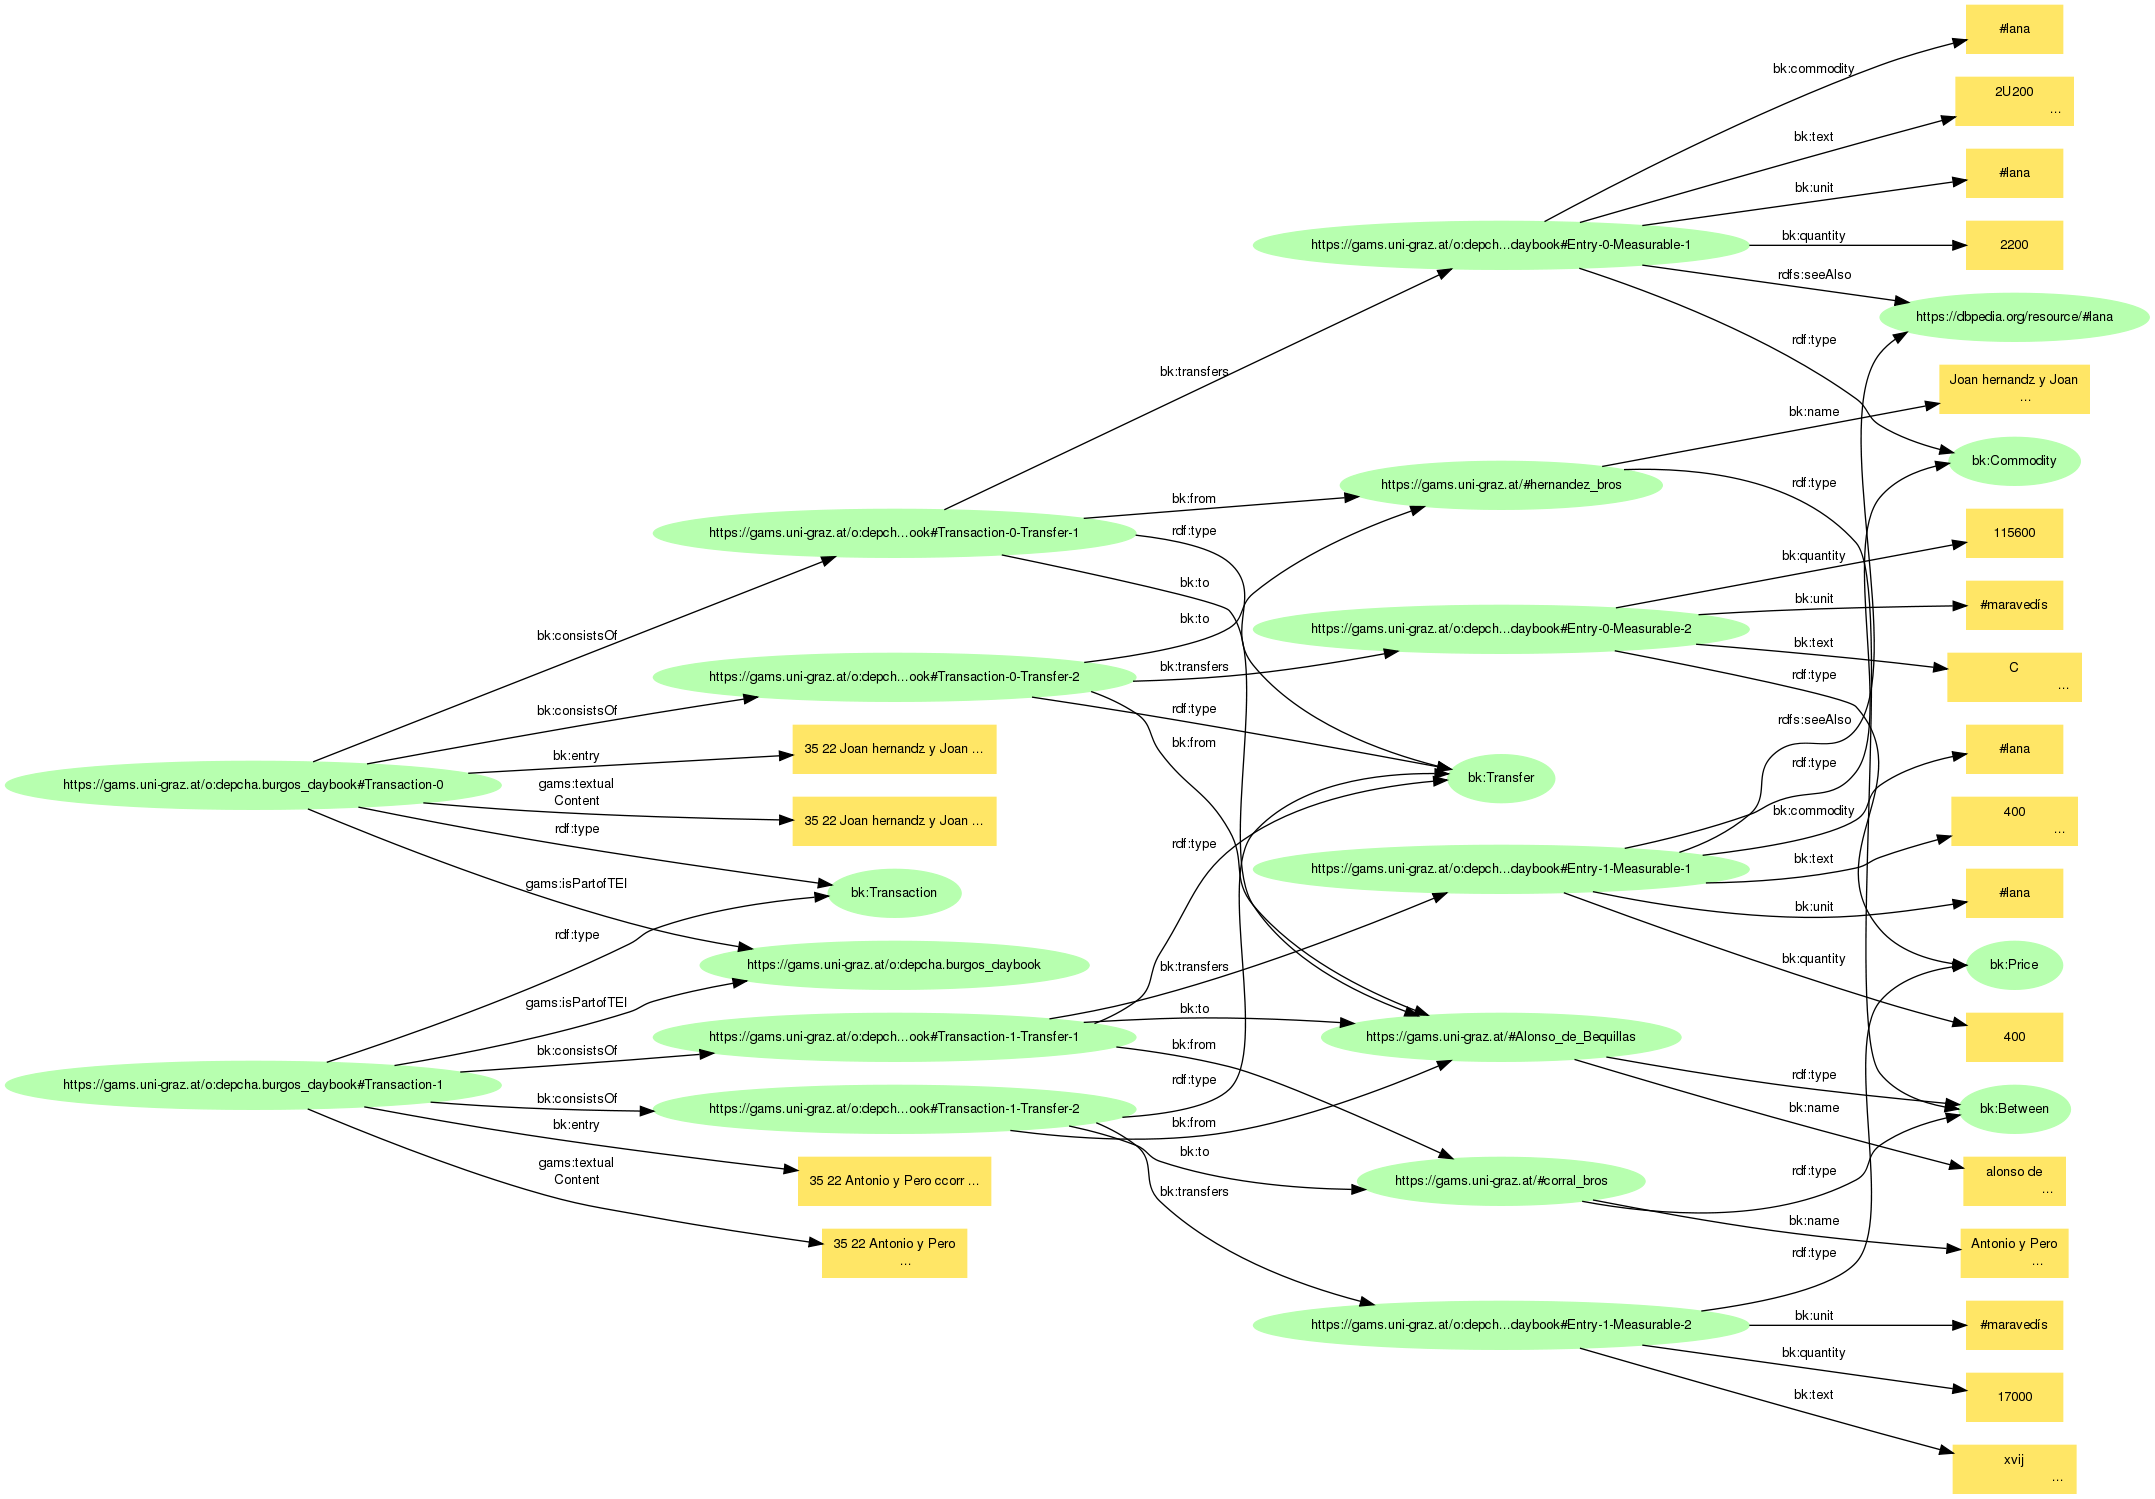 #lana
bk:commodity
2U200
...
bk:text
#lana
bk:unit
https://gams.uni-graz.at/o:depch...daybook#Entry-0-Measurable-1
bk:quantity
2200
rdfs:seeAlso
https://dbpedia.org/resource/#lana
rdf:type
bk:transfers
Joan hernandz y Joan
...
bk:name
bk:Commodity
https://gams.uni-graz.at/#hernandez_bros
rdf:type
bk:from
https://gams.uni-graz.at/o:depch...ook#Transaction-0-Transfer-1
rdf:type
115600
bk:quantity
bk:to
bk:unit
#maravedís
bk:to
https://gams.uni-graz.at/o:depch...daybook#Entry-0-Measurable-2
bk:consistsOf
bk:text
C
...
bk:transfers
https://gams.uni-graz.at/o:depch...ook#Transaction-0-Transfer-2
rdf:type
bk:consistsOf
rdf:type
rdfs:seeAlso
bk:from
35 22 Joan hernandz y Joan ...
bk:entry
#lana
rdf:type
bk:Transfer
https://gams.uni-graz.at/o:depcha.burgos_daybook#Transaction-0
gams:textual
Content
bk:commodity
400
...
35 22 Joan hernandz y Joan ...
rdf:type
rdf:type
bk:text
https://gams.uni-graz.at/o:depch...daybook#Entry-1-Measurable-1
gams:isPartofTEI
bk:Transaction
#lana
bk:unit
rdf:type
bk:quantity
https://gams.uni-graz.at/o:depcha.burgos_daybook
bk:transfers
bk:Price
gams:isPartofTEI
bk:to
https://gams.uni-graz.at/o:depch...ook#Transaction-1-Transfer-1
https://gams.uni-graz.at/#Alonso_de_Bequillas
400
bk:from
bk:consistsOf
rdf:type
https://gams.uni-graz.at/o:depcha.burgos_daybook#Transaction-1
rdf:type
bk:consistsOf
https://gams.uni-graz.at/o:depch...ook#Transaction-1-Transfer-2
bk:name
bk:Between
bk:entry
bk:from
bk:to
gams:textual
Content
35 22 Antonio y Pero ccorr ...
https://gams.uni-graz.at/#corral_bros
rdf:type
alonso de
...
bk:transfers
bk:name
35 22 Antonio y Pero
...
Antonio y Pero
...
rdf:type
bk:unit
https://gams.uni-graz.at/o:depch...daybook#Entry-1-Measurable-2
#maravedís
bk:quantity
17000
bk:text
xvij
...